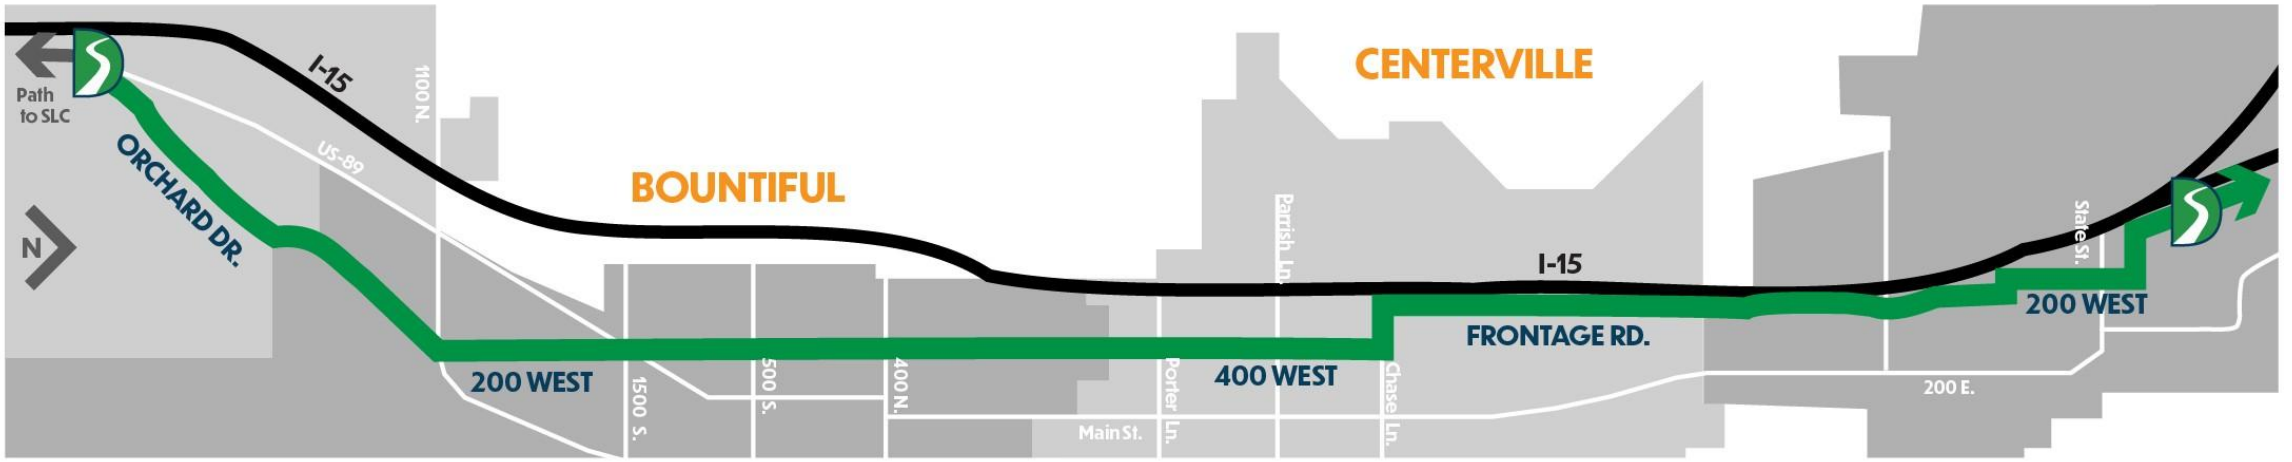 I-15
Path
to SLC
ORCHARD DR.
N
US-89
1100 N.
BOUNTIFUL
200 WEST
1500 S.
500 S.
400 N.
Main St.
Porter Ln.
Parrish Ln.
400 WEST
Chase Ln.
CENTERVILLE
I-15
FRONTAGE RD.
200 E.
State St.
200 WEST